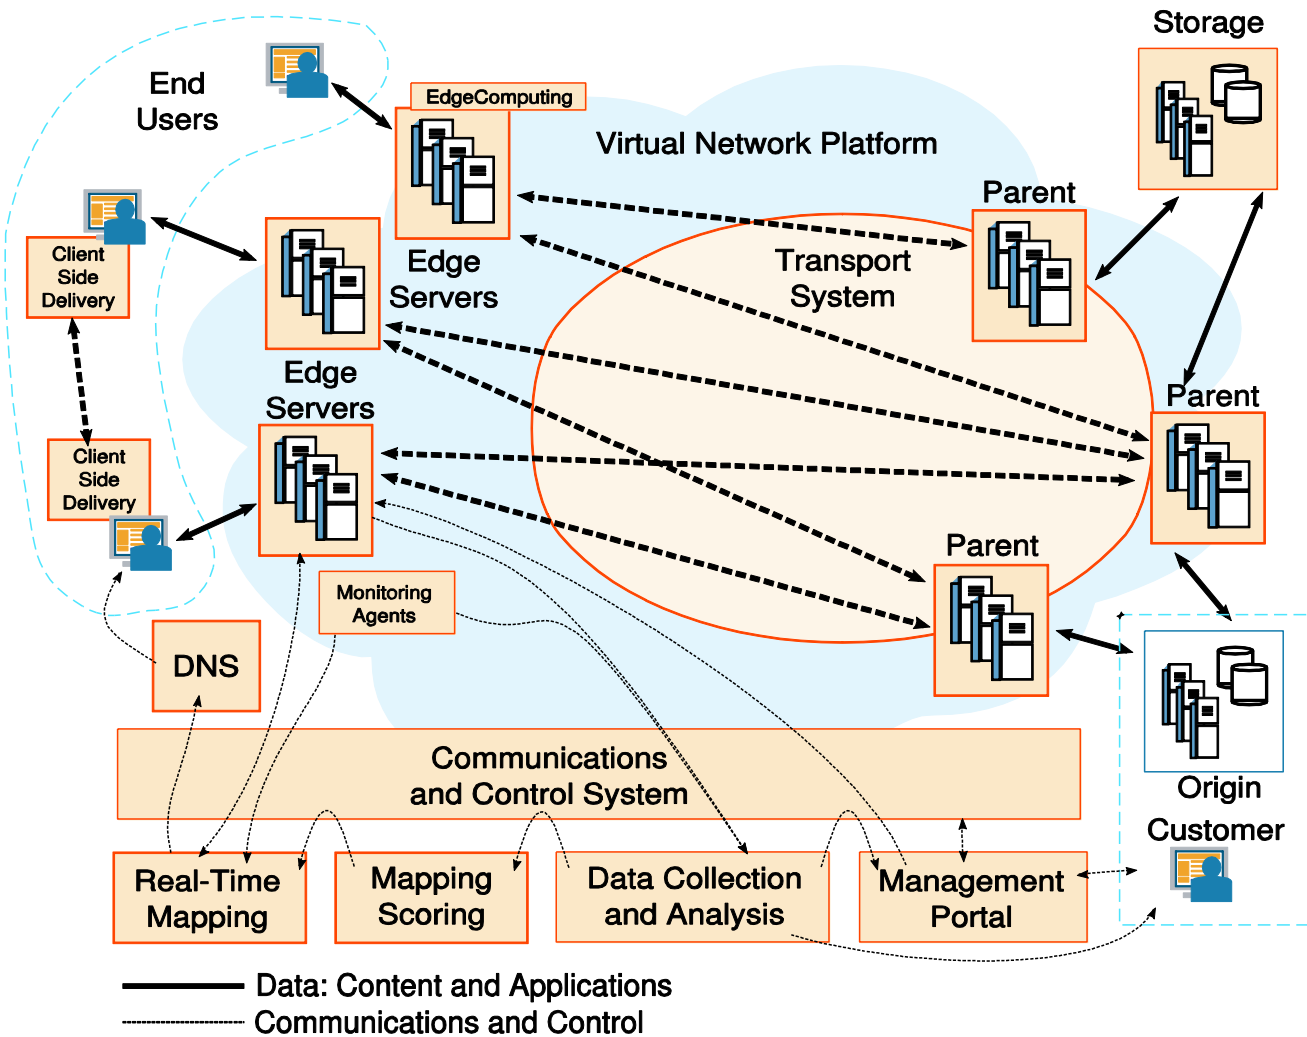 Storage
End
Users
EdgeComputing
Virtual Network Platform
Parent
Client
Side
Delivery
Edge
Servers
Transport
System
Edge
Servers
Parent
Client
Side
Delivery
Parent
Monitoring
Agents
DNS
Communications
and Control System
Origin
Customer
Real-Time
Mapping
Mapping
Scoring
Data Collection
and Analysis
Management
Portal
Data: Content and Applications
Communications and Control